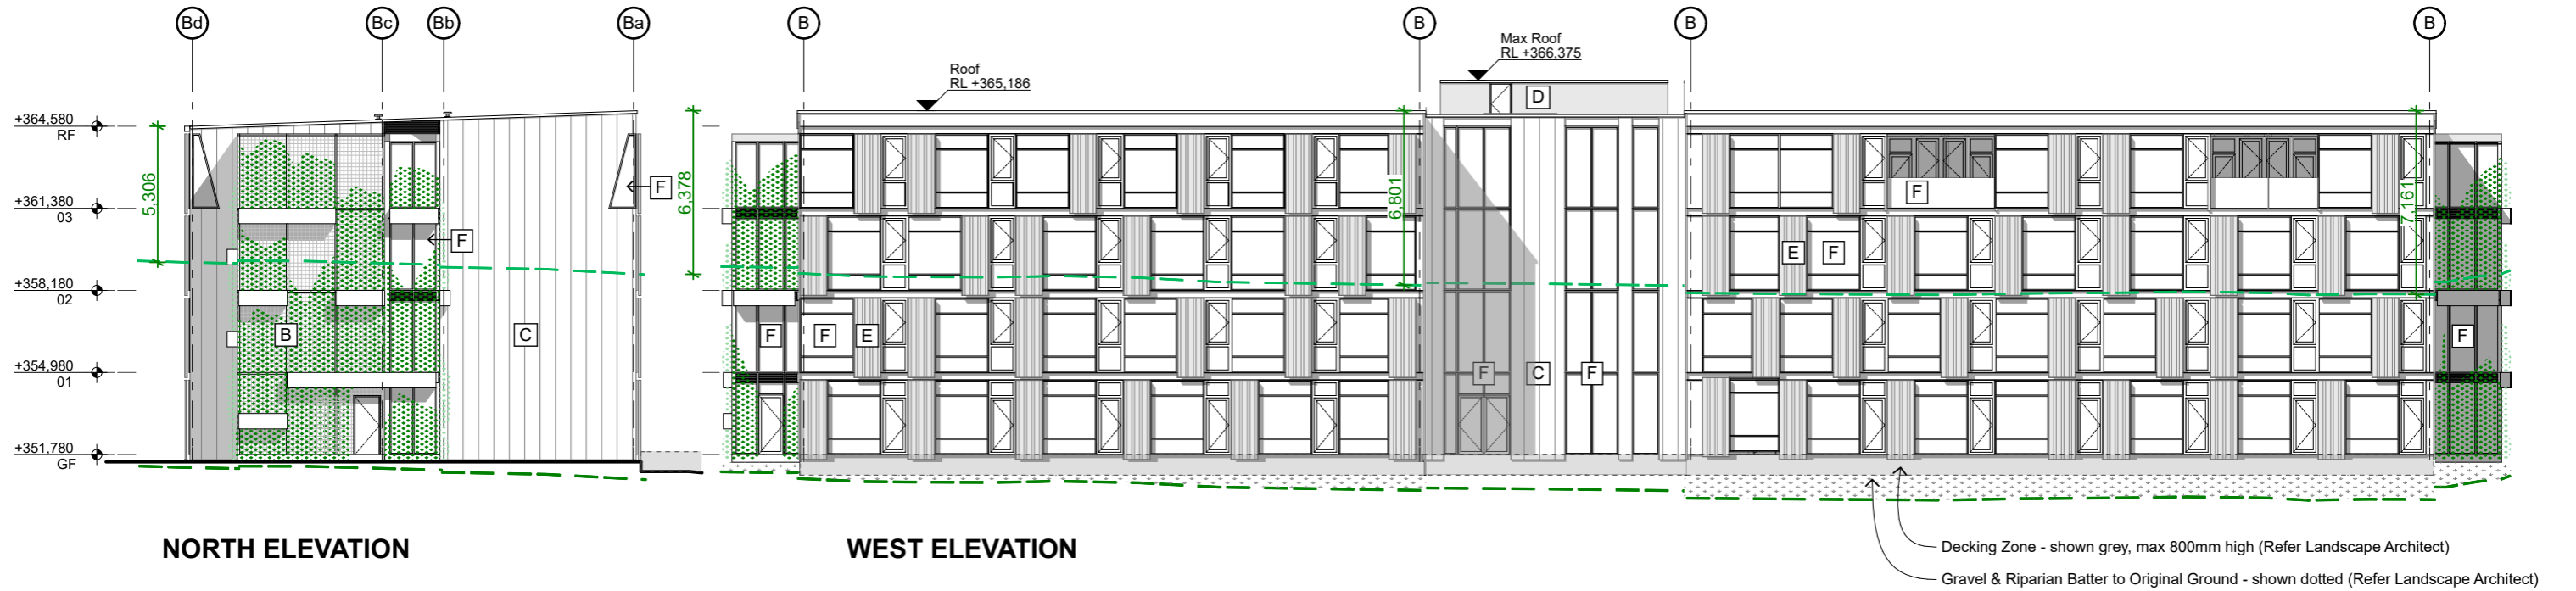 Bd
Bc
Bb
Ba
B
B
B
B
Max Roof
RL +366,375
Roof
RL +365,186
D
+364,580
RF
5,306
6,378
6,801
7,161
F
F
+361,380
03
F
E
F
+358,180
02
B
C
F
F
E
F
+354,980
01
F
C
F
+351,780
GF
NORTH ELEVATION
WEST ELEVATION
Decking Zone - shown grey, max 800mm high (Refer Landscape Architect)
Gravel & Riparian Batter to Original Ground - shown dotted (Refer Landscape Architect)